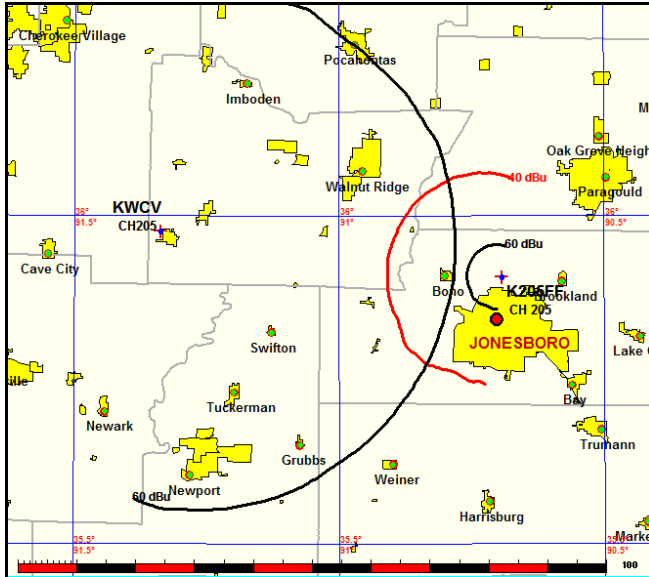 Cherokee Village
Pocahontas
Imboden
Walnut Ridge
Oak Grove Heigh
Paragould
40 dBu
36°
91.5°
36°
91
36°
90.5
KWCV
CH205
60 dBu
Cave City
Bono
K205FF
Brookland
CH 205
JONESBORO
Swifton
Lake
ville
Tuckerman
Bay
Newark
Trumann
Grubbs
Weiner
Newport
60 dBu
Harrisburg
Marke
35.5
91.5
35.5
91
35.5
90.5
100